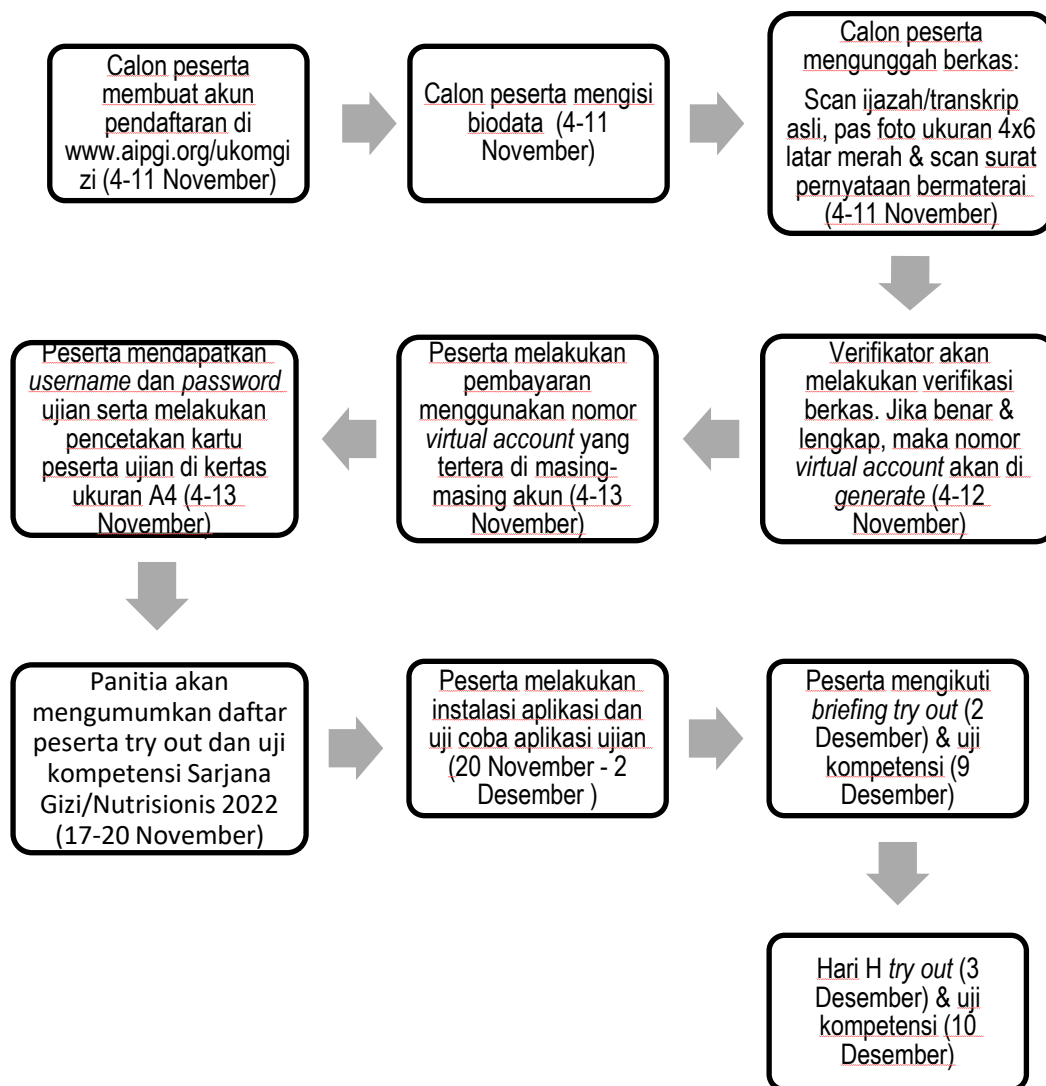 Calon peserta
membuat akun
pendaftaran di
www.aipgi.org/ukomgi
zi (4-11 November)
Calon peserta mengisi
biodata (4-11
November)
Calon peserta
mengunggah berkas:
Scan ijazah/transkrip
asli, pas foto ukuran 4x6
latar merah & scan surat
pernyataan bermaterai
(4-11 November)
Verifikator akan
melakukan verifikasi
berkas. Jika benar &
lengkap, maka nomor
virtual account akan di
generate (4-12
November)
Peserta melakukan
pembayaran
menggunakan nomor
virtual account yang
tertera di masing-
masing akun (4-13
November)
Peserta mendapatkan
username dan password
ujian serta melakukan
pencetakan kartu
peserta ujian di kertas
ukuran A4 (4-13
November)
Panitia akan
mengumumkan daftar
peserta try out dan uji
kompetensi Sarjana
Gizi/Nutrisionis 2022
(17-20 November)
Peserta melakukan
instalasi aplikasi dan
uji coba aplikasi ujian
(20 November - 2
Desember )
Peserta mengikuti
briefing try out (2
Desember) & uji
kompetensi (9
Desember)
Hari H try out (3
Desember) & uji
kompetensi (10
Desember)